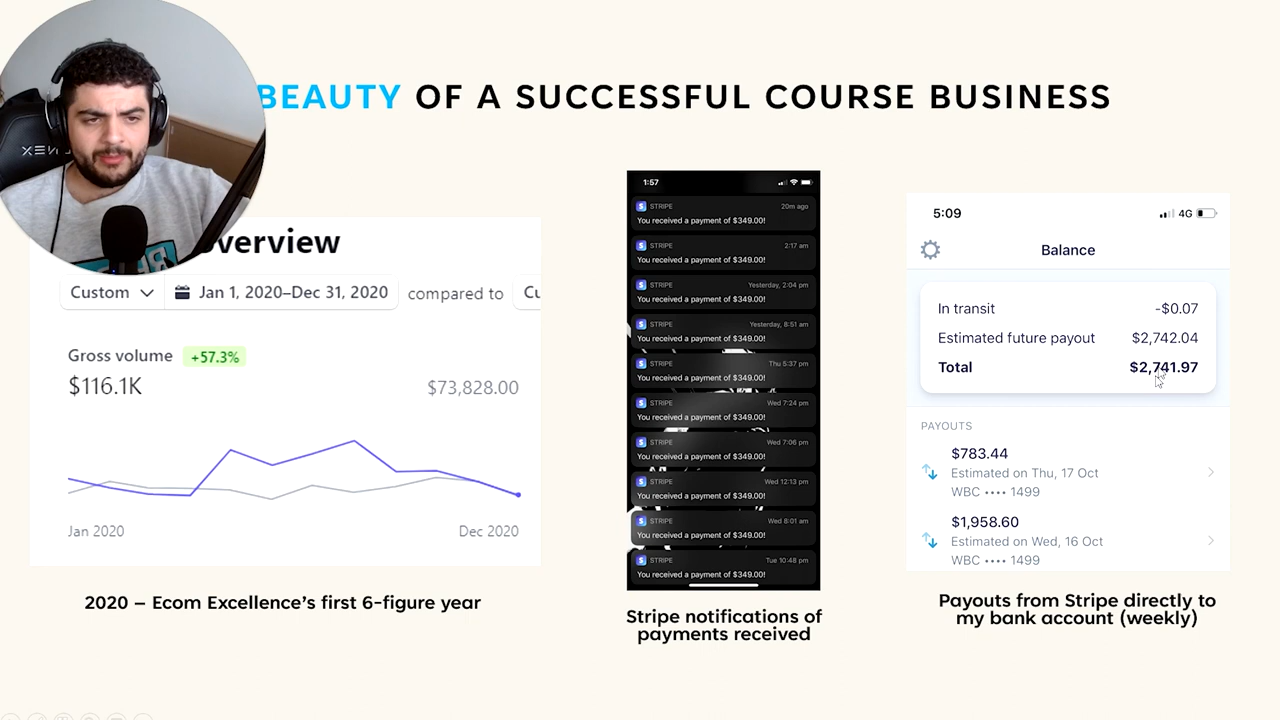 BEAUTY OF A SUCCESSFUL COURSE BUSINESS
XEN
verview
Custom
Jan 1, 2020–Dec 31, 2020
compared to
Cu
Gross volume +57.3%
$116.1K
$73,828.00
Jan 2020
Dec 2020
2020 – Ecom Excellence's first 6-figure year
1:57
STRIPE 20m ago
You received a payment of $349.00!
STRIPE 2:17 am
You received a payment of $349.00!
STRIPE Yesterday, 2:04 pm
You received a payment of $349.00!
STRIPE Yesterday, 8:51 am
You received a payment of $349.00!
STRIPE Thu 5:37 pm
You received a payment of $349.00!
STRIPE Wed 7:24 pm
You received a payment of $349.00!
STRIPE Wed 7:06 pm
You received a payment of $349.00!
STRIPE Wed 12:13 pm
You received a payment of $349.00!
STRIPE Wed 8:01 am
You received a payment of $349.00!
STRIPE Tue 10:48 pm
You received a payment of $349.00!
Stripe notifications of
payments received
5:09
4G
Balance
In transit -$0.07
Estimated future payout $2,742.04
Total $2,741.97
PAYOUTS
$783.44
Estimated on Thu, 17 Oct
WBC •••• 1499
$1,958.60
Estimated on Wed, 16 Oct
WBC •••• 1499
Payouts from Stripe directly to
my bank account (weekly)